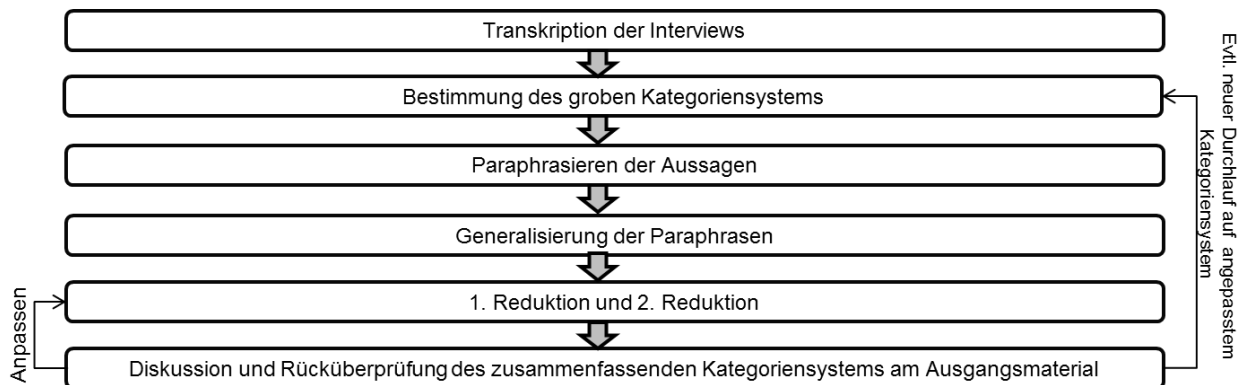 Transkription der Interviews
Bestimmung des groben Kategoriensystems
Paraphrasieren der Aussagen
Generalisierung der Paraphrasen
1. Reduktion und 2. Reduktion
Diskussion und Rücküberprüfung des zusammenfassenden Kategoriensystems am Ausgangsmaterial
Anpassen
Evtl. neuer Durchlauf auf angepasstem
Kategoriensystem